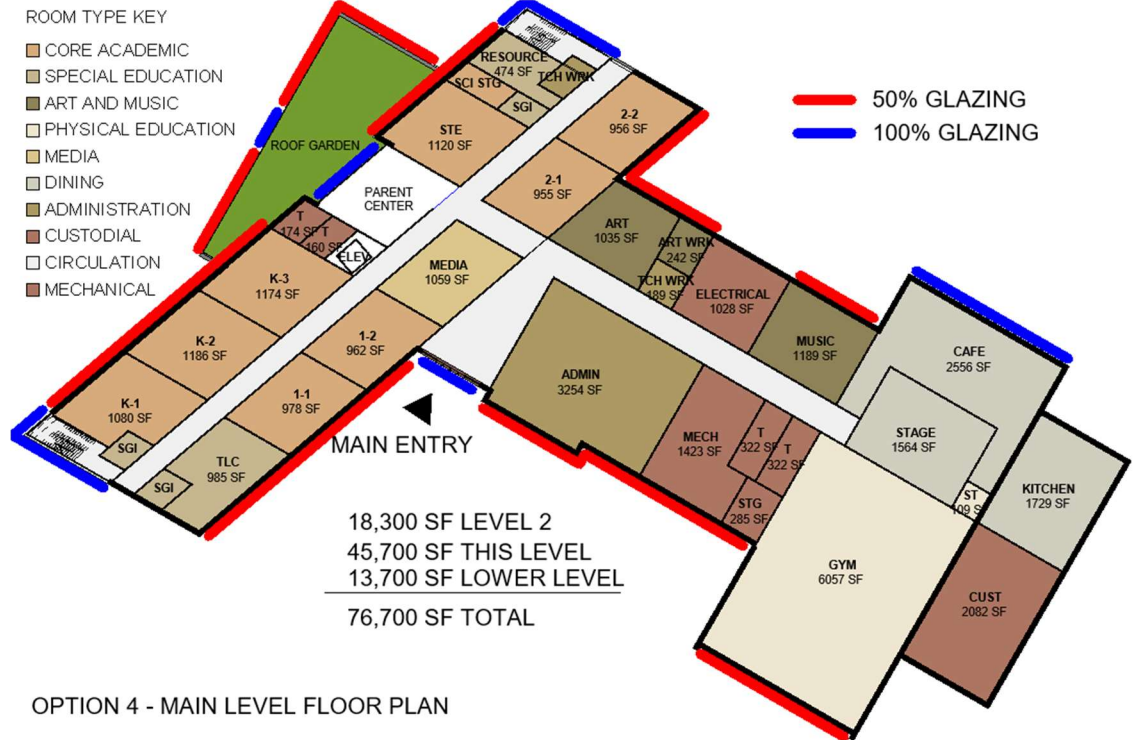 ROOM TYPE KEY
CORE ACADEMIC
SPECIAL EDUCATION
ART AND MUSIC
PHYSICAL EDUCATION
MEDIA
DINING
ADMINISTRATION
CUSTODIAL
CIRCULATION
MECHANICAL
50% GLAZING
100% GLAZING
RESOURCE
474 SF
TCH WRK
SCI STG
SGI
STE
1120 SF
2-2
956 SF
ROOF GARDEN
2-1
955 SF
PARENT
CENTER
T
174 SF
T
160 SF
ELEV
ART
1035 SF
ART WRK
242 SF
TCH WRK
189 SF
ELECTRICAL
1028 SF
MEDIA
1059 SF
K-3
1174 SF
K-2
1186 SF
1-2
962 SF
MUSIC
1189 SF
CAFE
2556 SF
ADMIN
3254 SF
1-1
978 SF
K-1
1080 SF
SGI
TLC
985 SF
SGI
MAIN ENTRY
MECH
1423 SF
T
322 SF
T
322 SF
STG
285 SF
STAGE
1564 SF
ST
109 S
KITCHEN
1729 SF
GYM
6057 SF
CUST
2082 SF
18,300 SF LEVEL 2
45,700 SF THIS LEVEL
13,700 SF LOWER LEVEL
76,700 SF TOTAL
OPTION 4 - MAIN LEVEL FLOOR PLAN